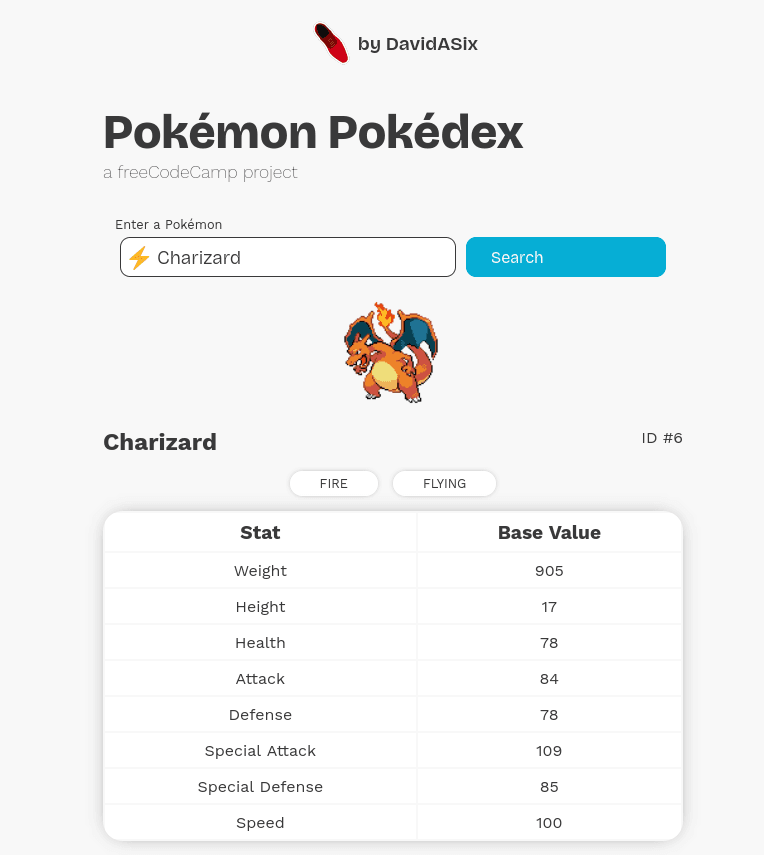 by DavidASix
Pokémon Pokédex
a freeCodeCamp project
Enter a Pokémon
⚡ Charizard
Search
Charizard
ID #6
FIRE
FLYING
Stat Base Value
Weight 905
Height 17
Health 78
Attack 84
Defense 78
Special Attack 109
Special Defense 85
Speed 100